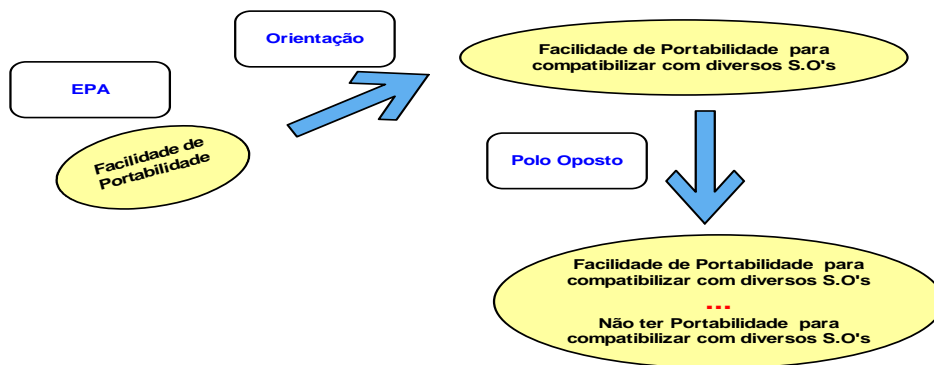 Orientação
EPA
Facilidade de
Portabilidade
Facilidade de Portabilidade para
compatibilizar com diversos S.O's
Polo Oposto
Facilidade de Portabilidade para
compatibilizar com diversos S.O's
...
Não ter Portabilidade para
compatibilizar com diversos S.O's